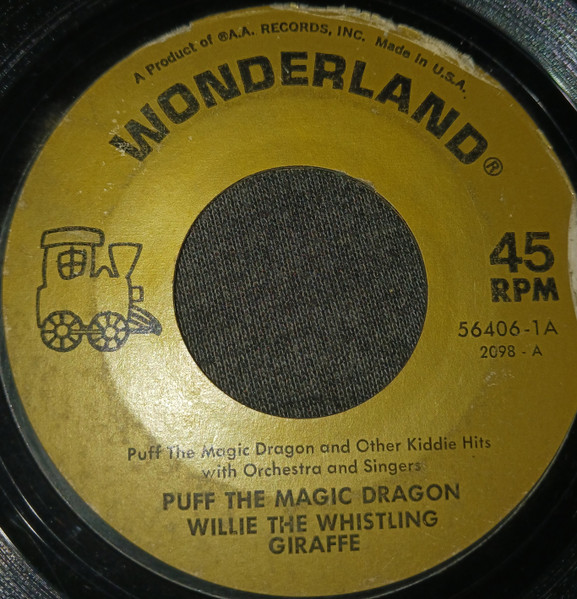 A Product of ®A.A. RECORDS, INC. Made in U.S.A.
WONDERLAND®
45
RPM
56406-1A
2098 - A
Puff The Magic Dragon and Other Kiddie Hits
with Orchestra and Singers
PUFF THE MAGIC DRAGON
WILLIE THE WHISTLING
GIRAFFE